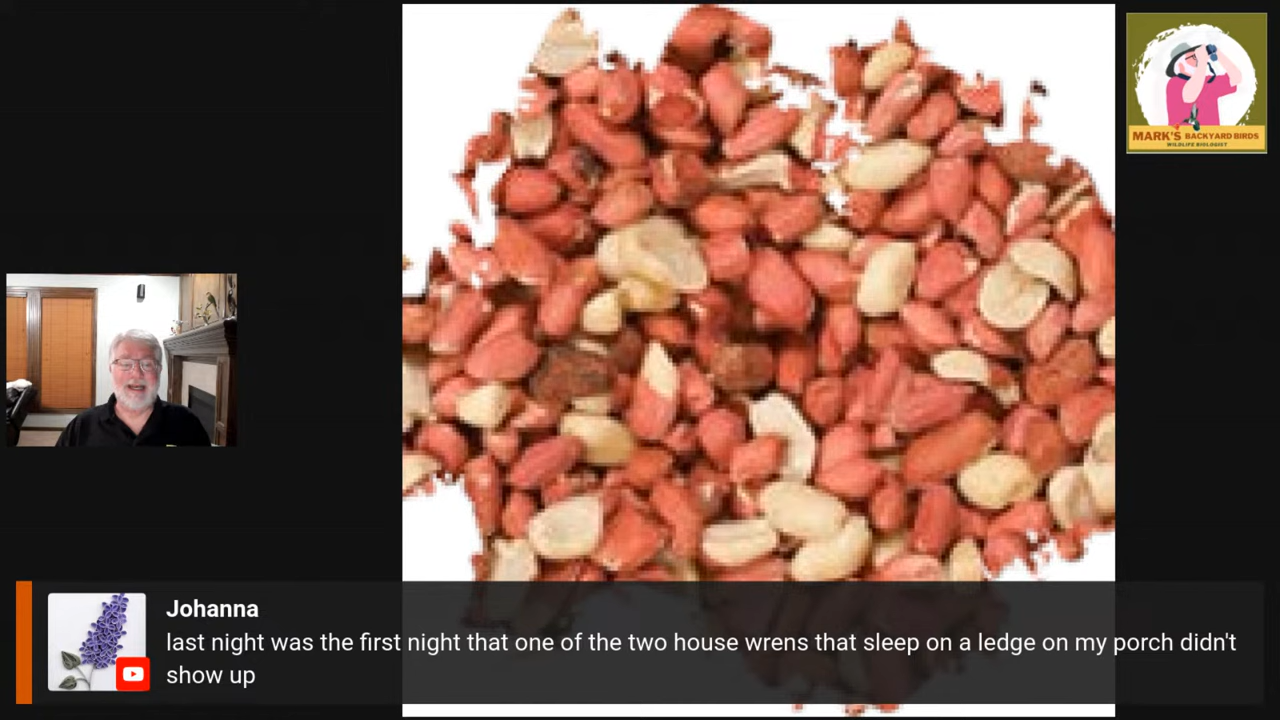 MARK'S BACKYARD BIRDS
WILDLIFE BIOLOGIST
Johanna
last night was the first night that one of the two house wrens that sleep on a ledge on my porch didn't
show up